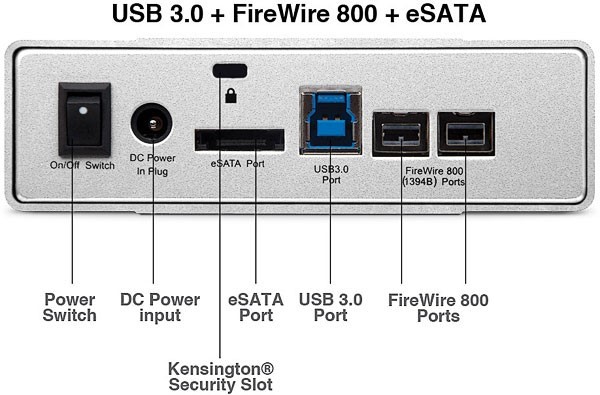 USB 3.0 + FireWire 800 + eSATA
On/Off Switch
DC Power
In Plug
eSATA Port
USB3.0
Port
FireWire 800
(1394B) Ports
Power
Switch
DC Power
input
eSATA
Port
USB 3.0
Port
FireWire 800
Ports
Kensington®
Security Slot